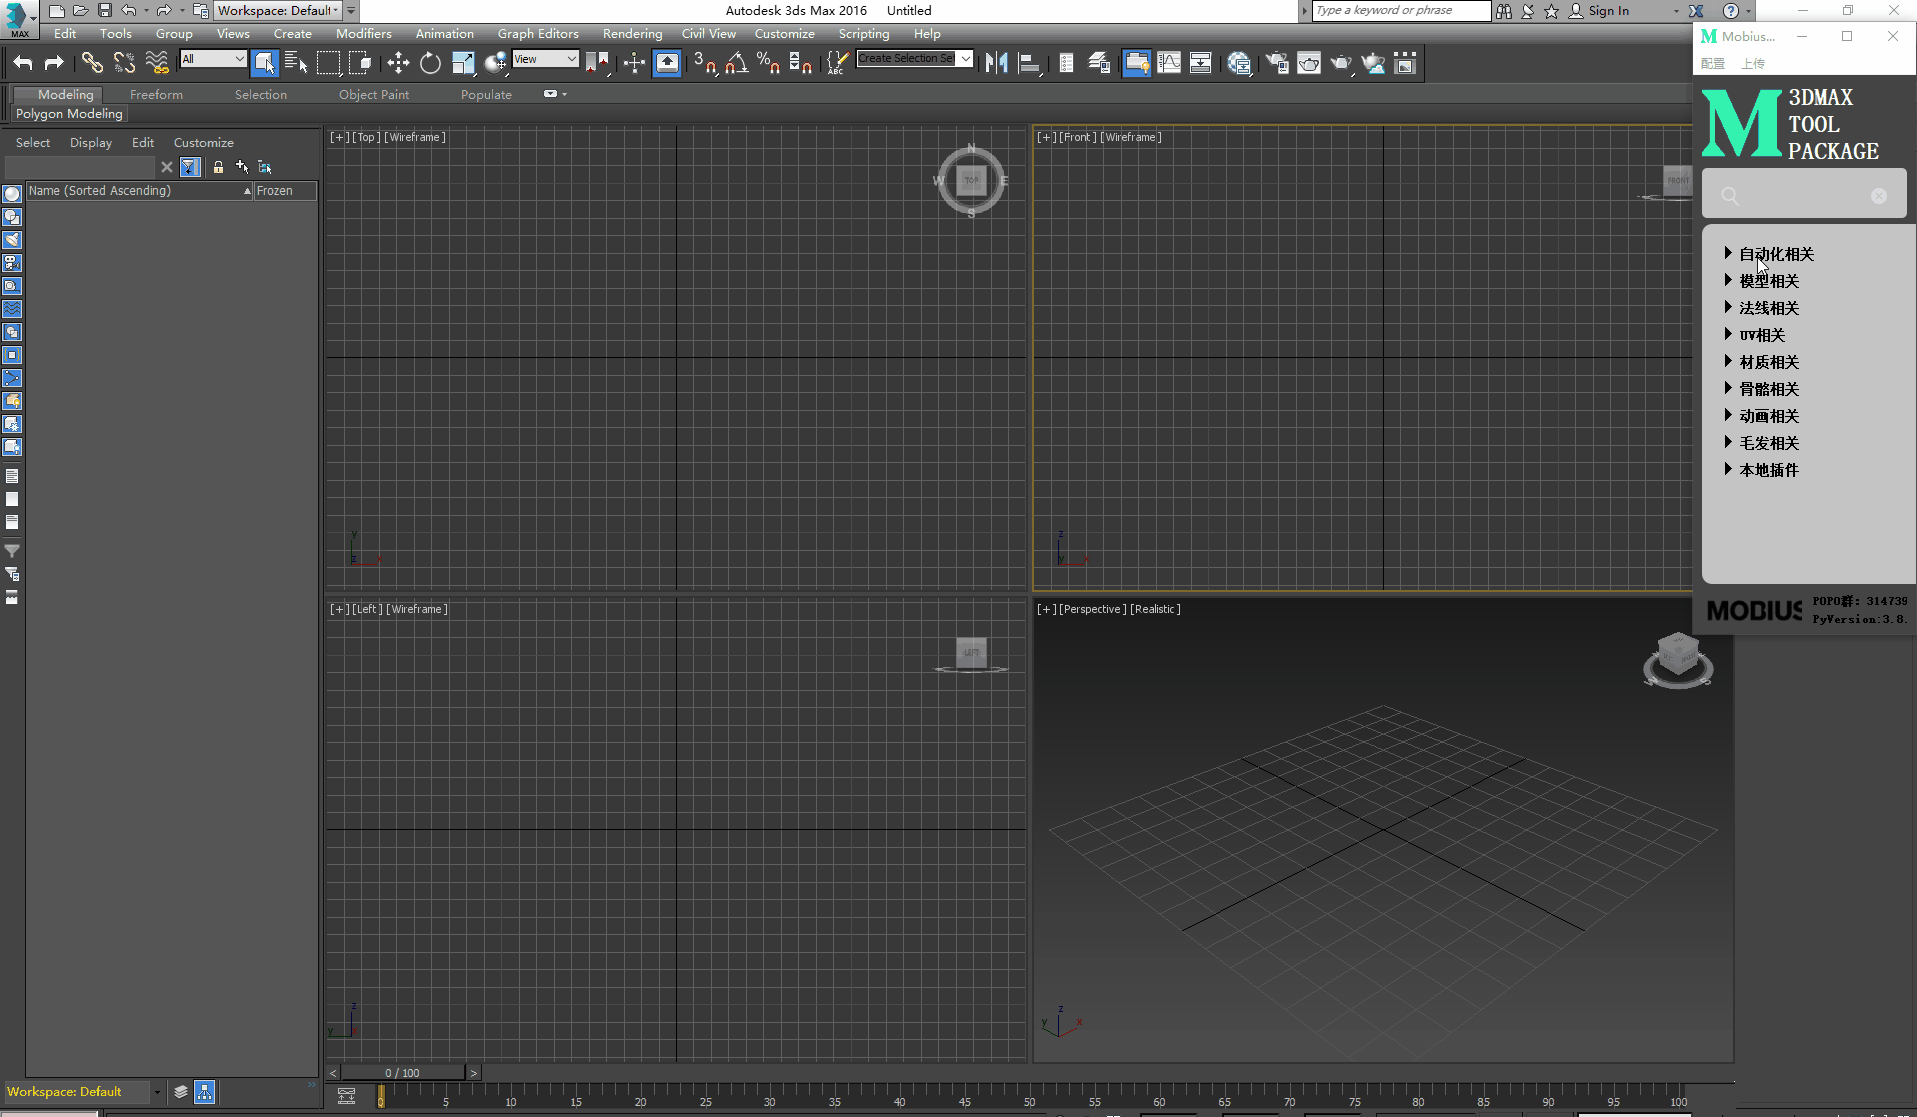 Workspace: Default
Autodesk 3ds Max 2016 Untitled
Type a keyword or phrase
Sign In
MAX
Edit Tools Group Views Create Modifiers Animation Graph Editors Rendering Civil View Customize Scripting Help
Mobius...
配置 上传
All
View
3
ABC
Create Selection Se
Modeling Freeform Selection Object Paint Populate
Polygon Modeling
3DMAX
TOOL
PACKAGE
Select Display Edit Customize
Name (Sorted Ascending) Frozen
[+][Top][Wireframe]
N
W TOP E
S
[+][Front][Wireframe]
FRONT
自动化相关
模型相关
法线相关
UV相关
材质相关
骨骼相关
动画相关
毛发相关
本地插件
y
z x
z
y x
[+][Left][Wireframe]
LEFT
[+][Perspective][Realistic]
MOBIUS
POPO群: 314739
PyVersion:3.8.
z
y x
z
y x
< 0 / 100 >
Workspace: Default
0 5 10 15 20 25 30 35 40 45 50 55 60 65 70 75 80 85 90 95 100